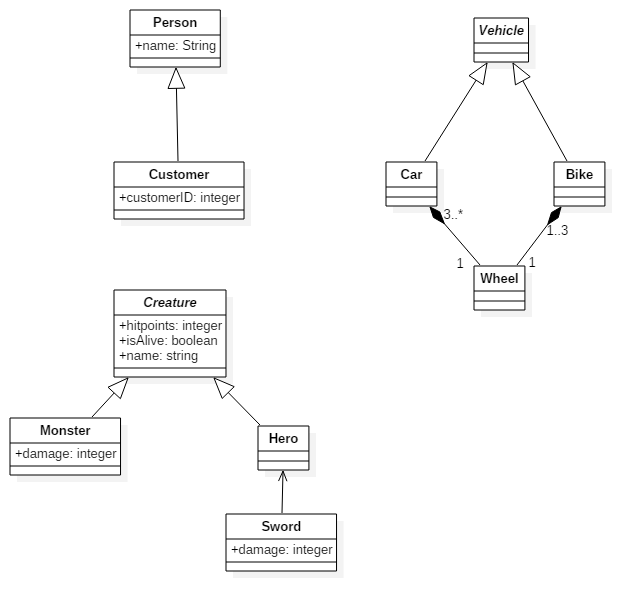 Person
+name: String
Customer
+customerID: integer
Vehicle
Car
Bike
3..*
1..3
1
1
Wheel
Creature
+hitpoints: integer
+isAlive: boolean
+name: string
Monster
+damage: integer
Hero
Sword
+damage: integer